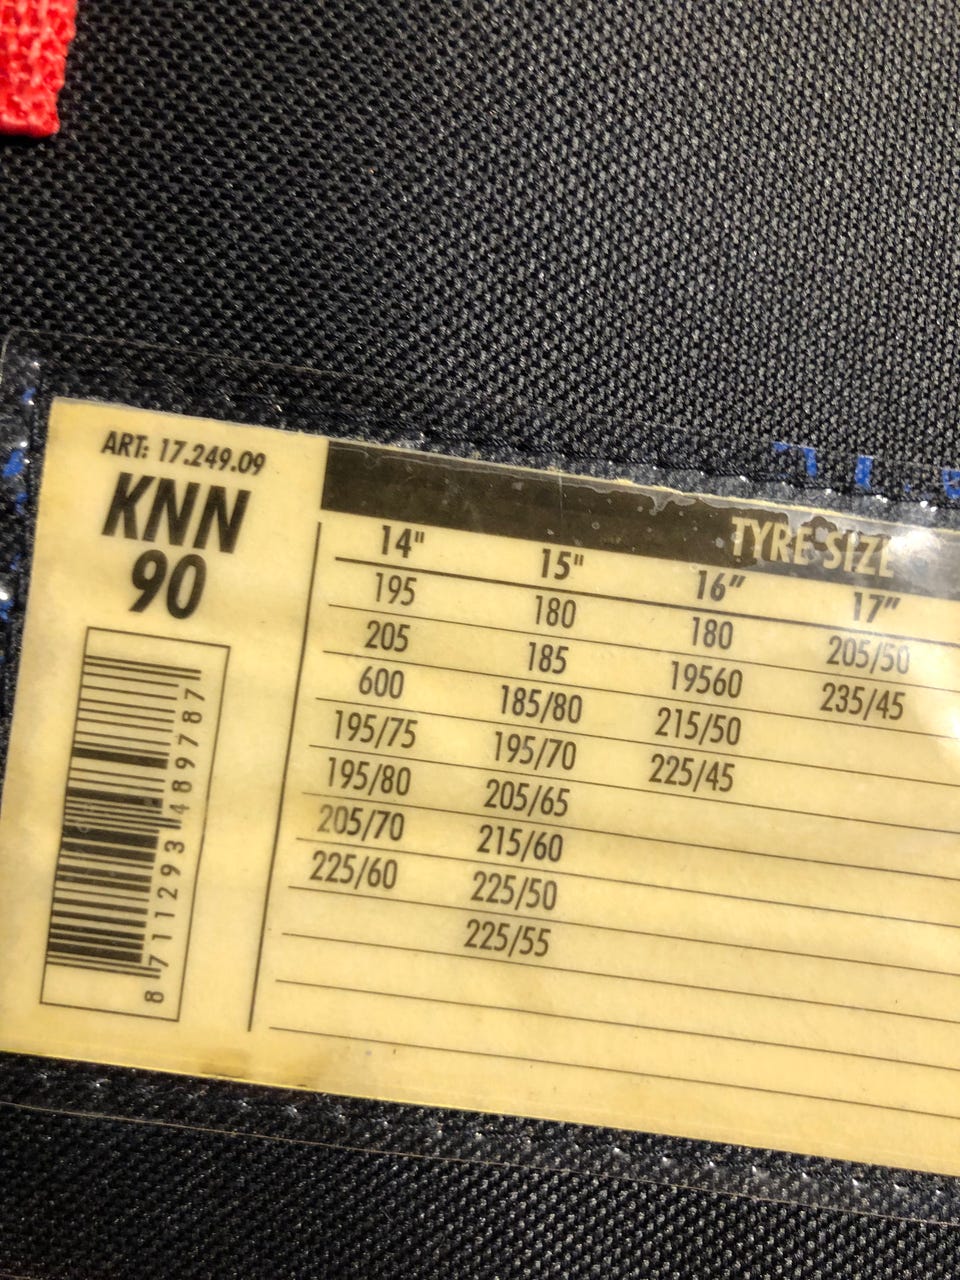 ART: 17.249.09
KNN
90
8 711293 489787
TYRE SIZE
14" 15" 16" 17"
195 180 180 205/50
205 185 19560 235/45
600 185/80 215/50
195/75 195/70 225/45
195/80 205/65
205/70 215/60
225/60 225/50
225/55